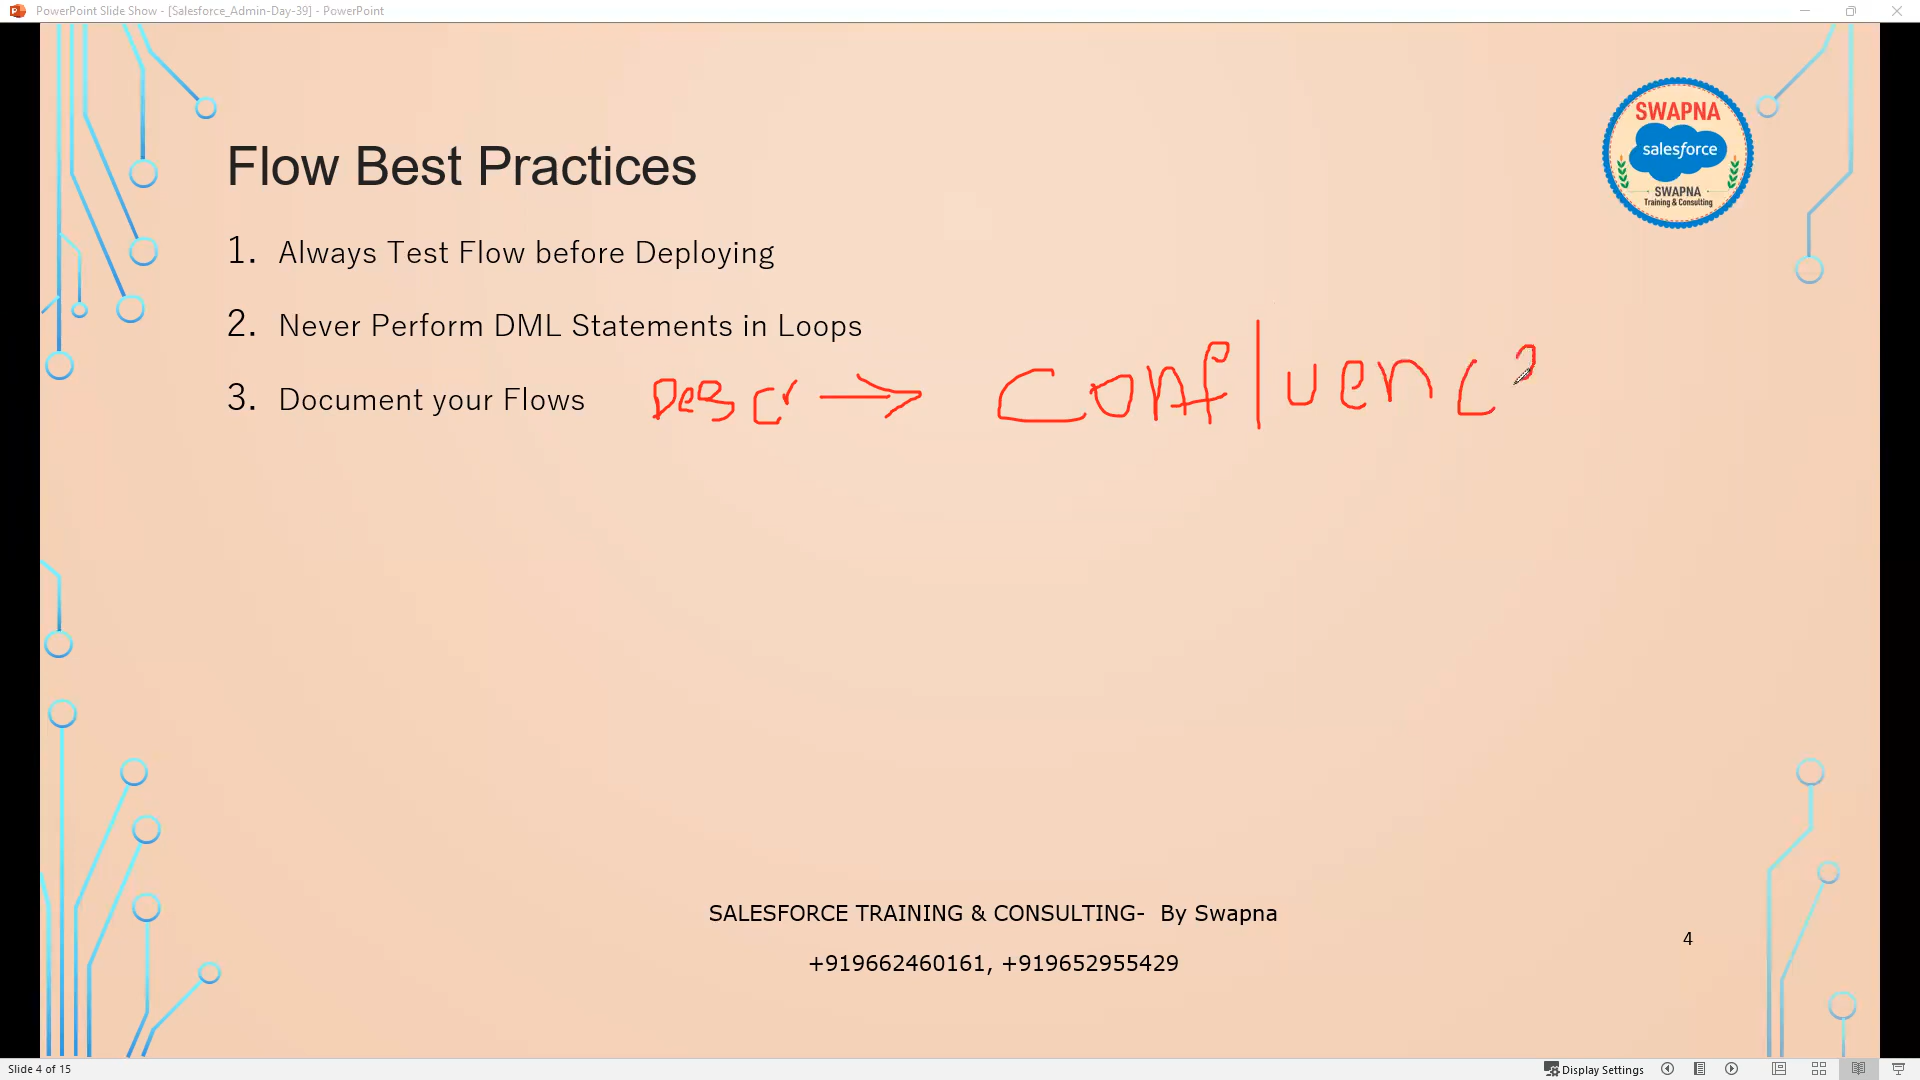 PowerPoint Slide Show - [Salesforce_Admin-Day-39] - PowerPoint
SWAPNA
salesforce
SWAPNA
Training & Consulting
Flow Best Practices
1. Always Test Flow before Deploying
2. Never Perform DML Statements in Loops
3. Document your Flows Descr → Confluenc
SALESFORCE TRAINING & CONSULTING- By Swapna
+919662460161, +919652955429
4
Slide 4 of 15
Display Settings